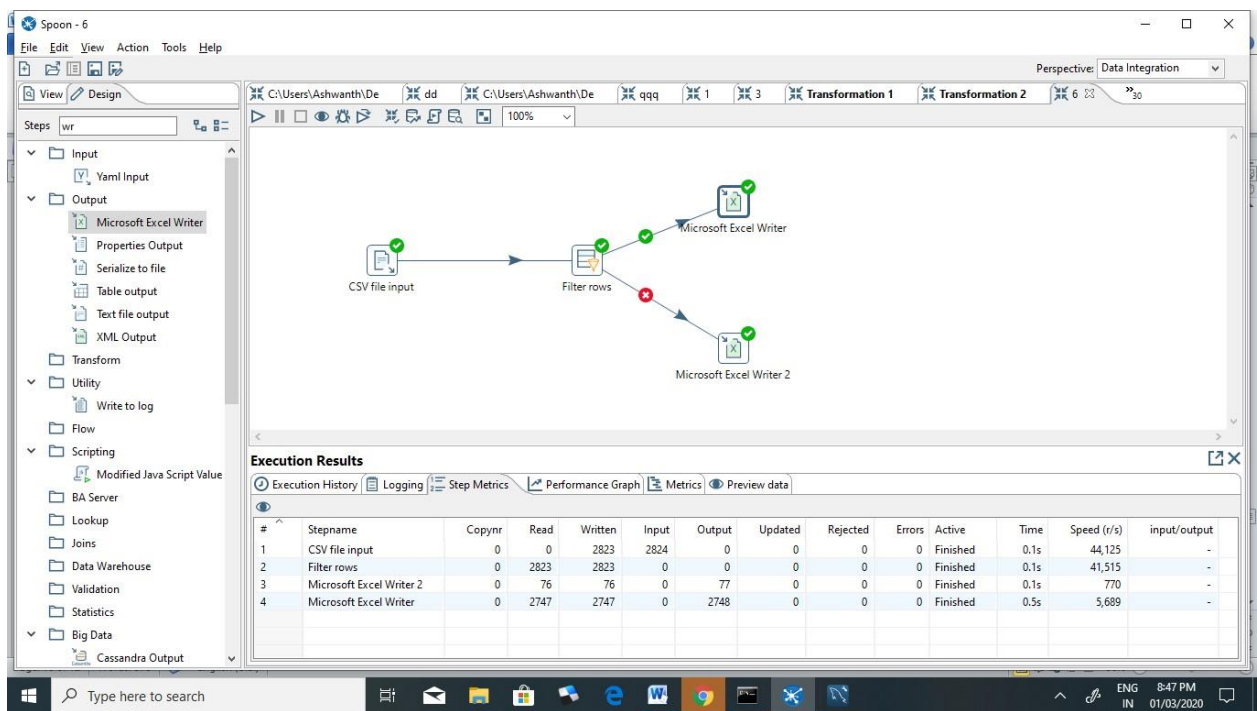 Spoon - 6
File Edit View Action Tools Help
Perspective: Data Integration
View Design
C:\Users\Ashwanth\De dd C:\Users\Ashwanth\De qqq 1 3 Transformation 1 Transformation 2 6 »30
Steps wr
100%
Input
Yaml Input
Output
Microsoft Excel Writer
Properties Output
Serialize to file
Table output
Text file output
XML Output
Transform
Utility
Write to log
Flow
Scripting
Modified Java Script Value
BA Server
Lookup
Joins
Data Warehouse
Validation
Statistics
Big Data
Cassandra Output
Microsoft Excel Writer
CSV file input
Filter rows
Microsoft Excel Writer 2
Execution Results
Execution History Logging Step Metrics Performance Graph Metrics Preview data
# Stepname Copynr Read Written Input Output Updated Rejected Errors Active Time Speed (r/s) input/output
1 CSV file input 0 0 2823 2824 0 0 0 0 Finished 0.1s 44,125 -
2 Filter rows 0 2823 2823 0 0 0 0 0 Finished 0.1s 41,515 -
3 Microsoft Excel Writer 2 0 76 76 0 77 0 0 0 Finished 0.1s 770 -
4 Microsoft Excel Writer 0 2747 2747 0 2748 0 0 0 Finished 0.5s 5,689 -
Type here to search
ENG
IN
8:47 PM
01/03/2020